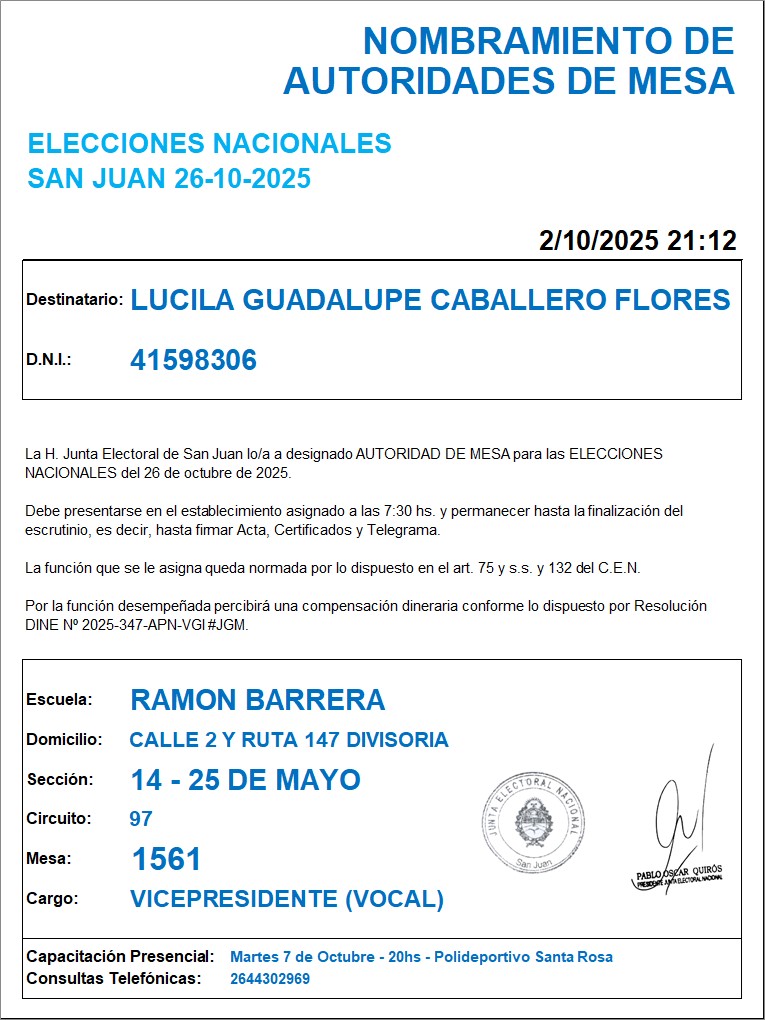 NOMBRAMIENTO DE
AUTORIDADES DE MESA
ELECCIONES NACIONALES
SAN JUAN 26-10-2025
2/10/2025 21:12
Destinatario: LUCILA GUADALUPE CABALLERO FLORES
D.N.I.: 41598306
La H. Junta Electoral de San Juan lo/a a designado AUTORIDAD DE MESA para las ELECCIONES
NACIONALES del 26 de octubre de 2025.
Debe presentarse en el establecimiento asignado a las 7:30 hs. y permanecer hasta la finalización del
escrutinio, es decir, hasta firmar Acta, Certificados y Telegrama.
La función que se le asigna queda normada por lo dispuesto en el art. 75 y s.s. y 132 del C.E.N.
Por la función desempeñada percibirá una compensación dineraria conforme lo dispuesto por Resolución
DINE Nº 2025-347-APN-VGI#JGM.
Escuela: RAMON BARRERA
Domicilio: CALLE 2 Y RUTA 147 DIVISORIA
Sección: 14 - 25 DE MAYO
Circuito: 97
Mesa: 1561
Cargo: VICEPRESIDENTE (VOCAL)
JUNTA ELECTORAL NACIONAL
San Juan
PABLO OSCAR QUIRÓS
PRESIDENTE JUNTA ELECTORAL NACIONAL
Capacitación Presencial: Martes 7 de Octubre - 20hs - Polideportivo Santa Rosa
Consultas Telefónicas: 2644302969